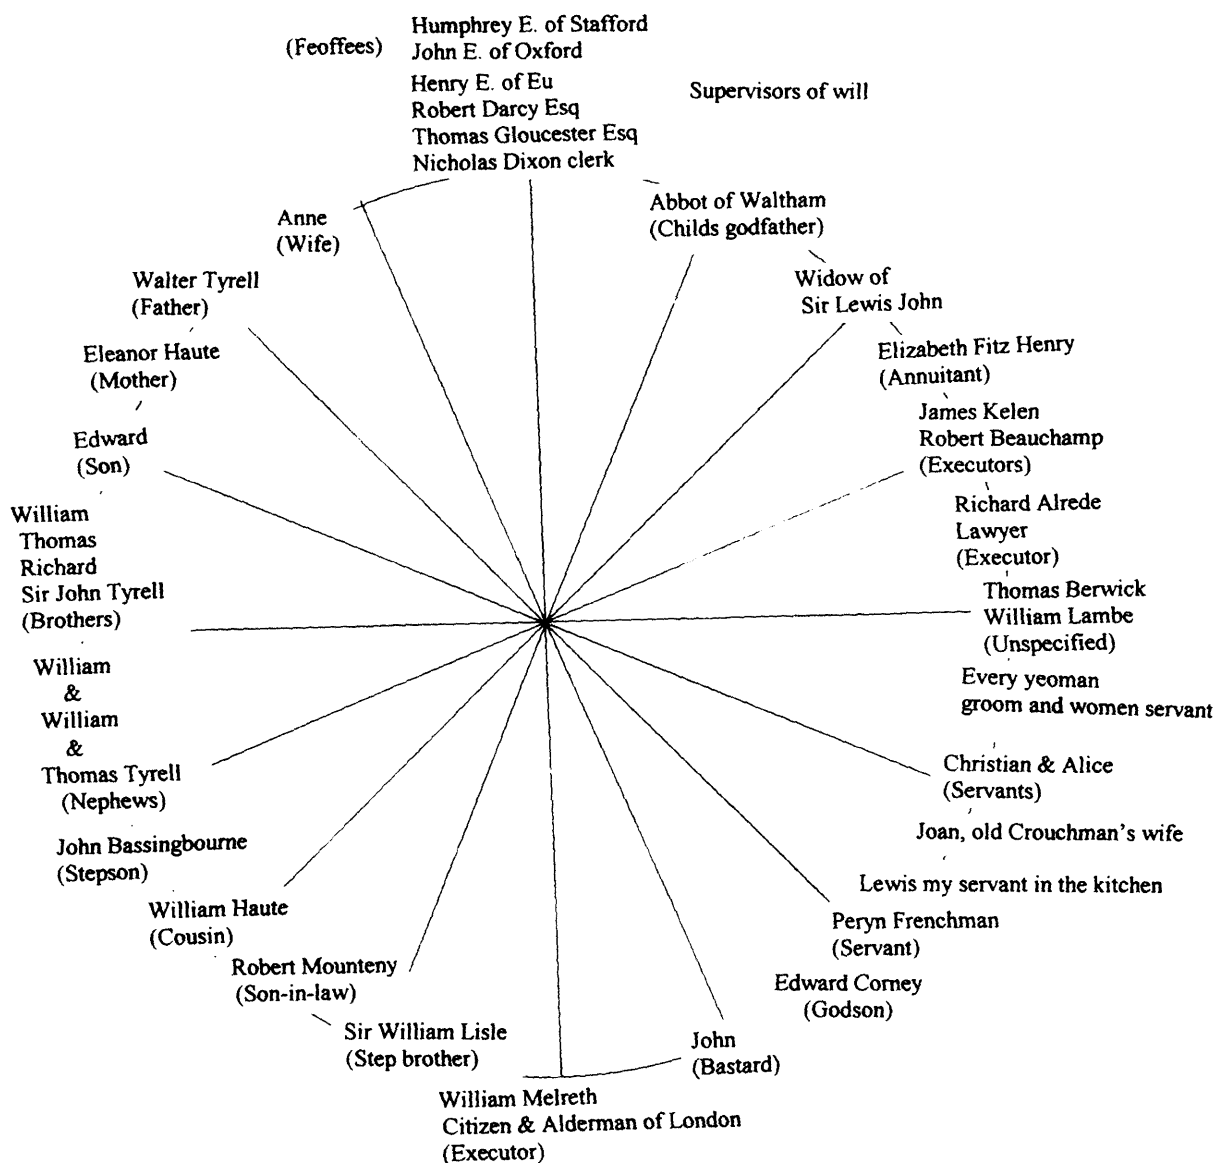 (Feoffees)
Humphrey E. of Stafford
John E. of Oxford
Henry E. of Eu
Robert Darcy Esq
Thomas Gloucester Esq
Nicholas Dixon clerk
Supervisors of will
Abbot of Waltham
(Childs godfather)
Widow of
Sir Lewis John
Elizabeth Fitz Henry
(Annuitant)
James Kelen
Robert Beauchamp
(Executors)
Richard Alrede
Lawyer
(Executor)
Thomas Berwick
William Lambe
(Unspecified)
Every yeoman
groom and women servant
Christian & Alice
(Servants)
Joan, old Crouchman's wife
Lewis my servant in the kitchen
Peryn Frenchman
(Servant)
Edward Corney
(Godson)
John
(Bastard)
William Melreth
Citizen & Alderman of London
(Executor)
Sir William Lisle
(Step brother)
Robert Mounteny
(Son-in-law)
William Haute
(Cousin)
John Bassingbourne
(Stepson)
William
&
William
&
Thomas Tyrell
(Nephews)
William
Thomas
Richard
Sir John Tyrell
(Brothers)
Edward
(Son)
Eleanor Haute
(Mother)
Walter Tyrell
(Father)
Anne
(Wife)